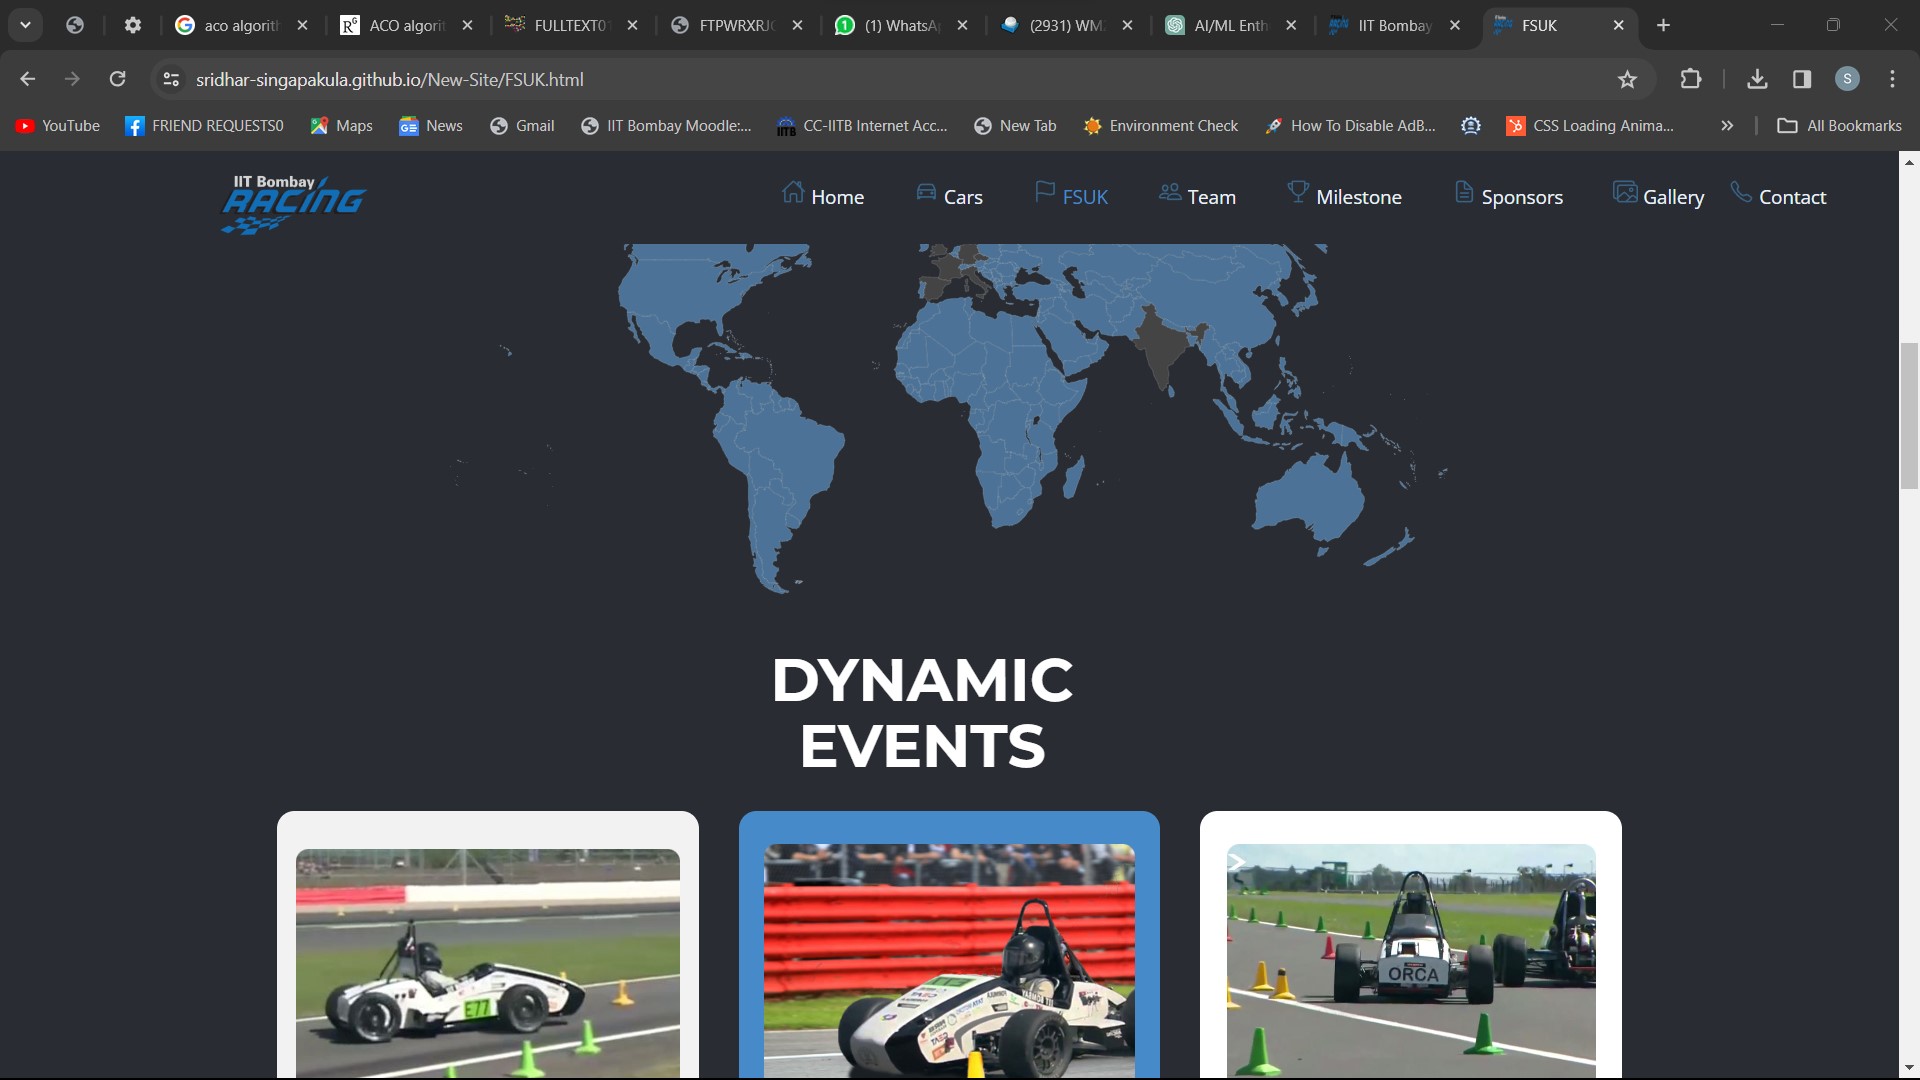 aco algorith
ACO algorit
FULLTEXT01
FTPWRXRJC
(1) WhatsA
(2931) WM
AI/ML Enth
IIT Bombay
FSUK
sridhar-singapakula.github.io/New-Site/FSUK.html
S
YouTube
FRIEND REQUESTS0
Maps
News
Gmail
IIT Bombay Moodle:...
CC-IITB Internet Acc...
New Tab
Environment Check
How To Disable AdB...
CSS Loading Anima...
»
All Bookmarks
IIT Bombay
RACING
Home
Cars
FSUK
Team
Milestone
Sponsors
Gallery
Contact
DYNAMIC
EVENTS
E77
ORCA